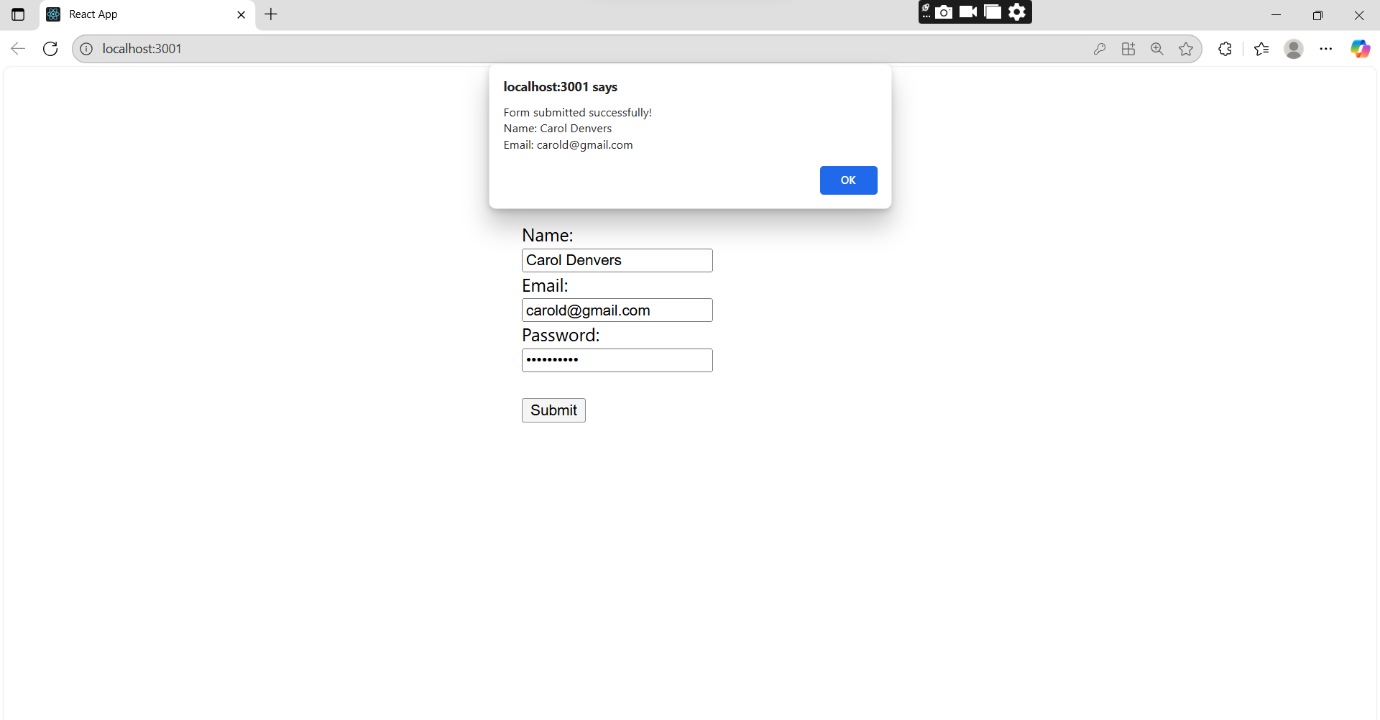 React App
localhost:3001
localhost:3001 says
Form submitted successfully!
Name: Carol Denvers
Email: carold@gmail.com
OK
Name:
Carol Denvers
Email:
carold@gmail.com
Password:
••••••••••
Submit